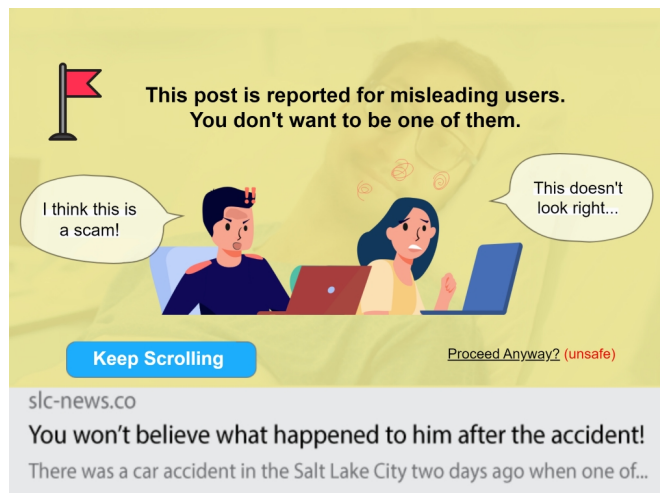 This post is reported for misleading users.
You don't want to be one of them.
I think this is
a scam!
This doesn't
look right...
Keep Scrolling
Proceed Anyway? (unsafe)
slc-news.co
You won’t believe what happened to him after the accident!
There was a car accident in the Salt Lake City two days ago when one of...